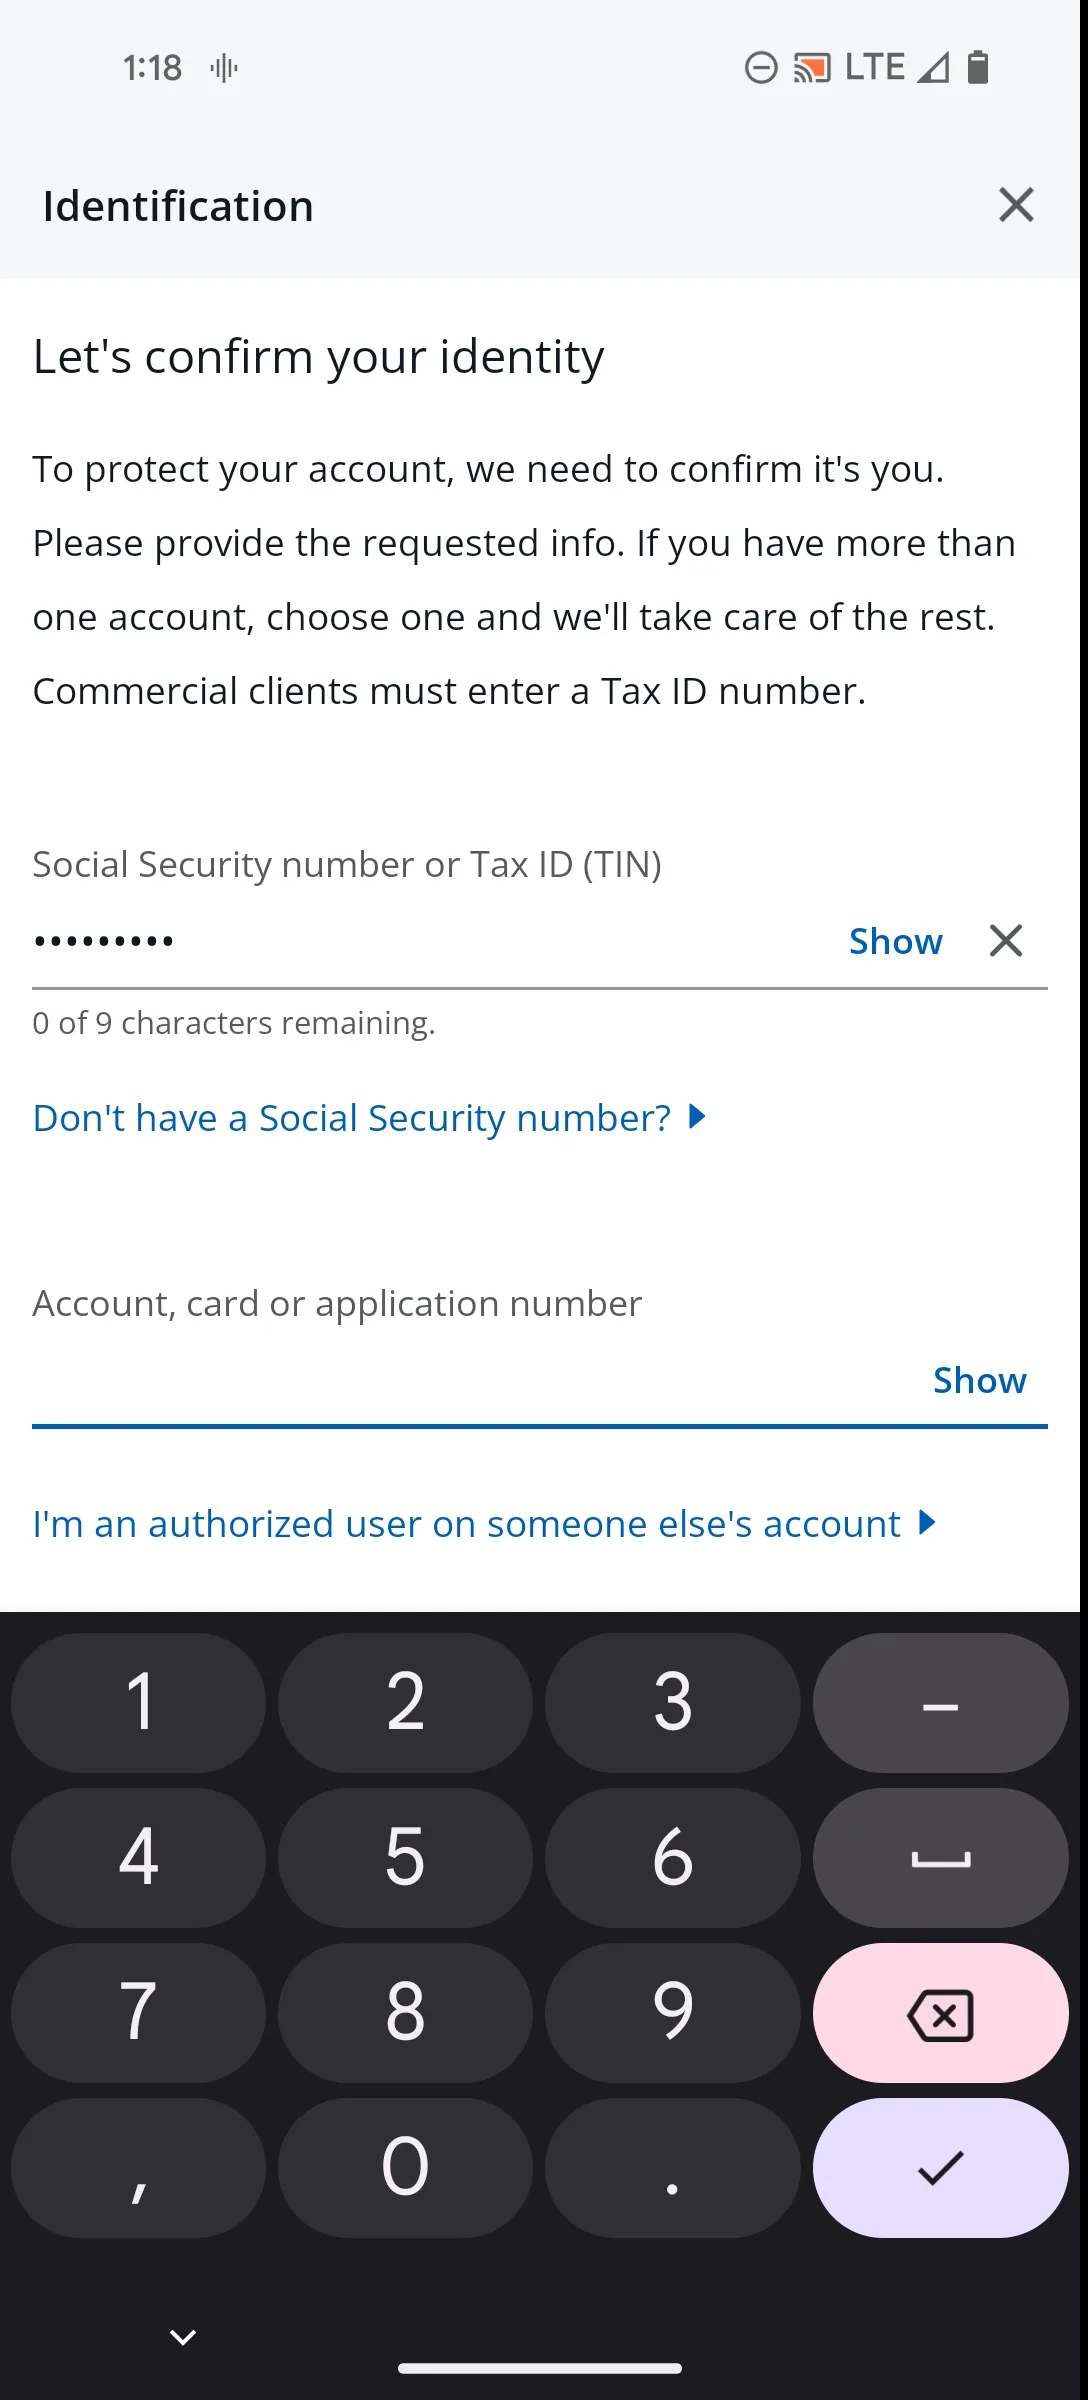 1:18 LTE
Identification
Let's confirm your identity
To protect your account, we need to confirm it's you.
Please provide the requested info. If you have more than
one account, choose one and we'll take care of the rest.
Commercial clients must enter a Tax ID number.
Social Security number or Tax ID (TIN)
••••••••• Show
0 of 9 characters remaining.
Don't have a Social Security number?
Account, card or application number
Show
I'm an authorized user on someone else's account
1 2 3 –
4 5 6
7 8 9
, 0 .